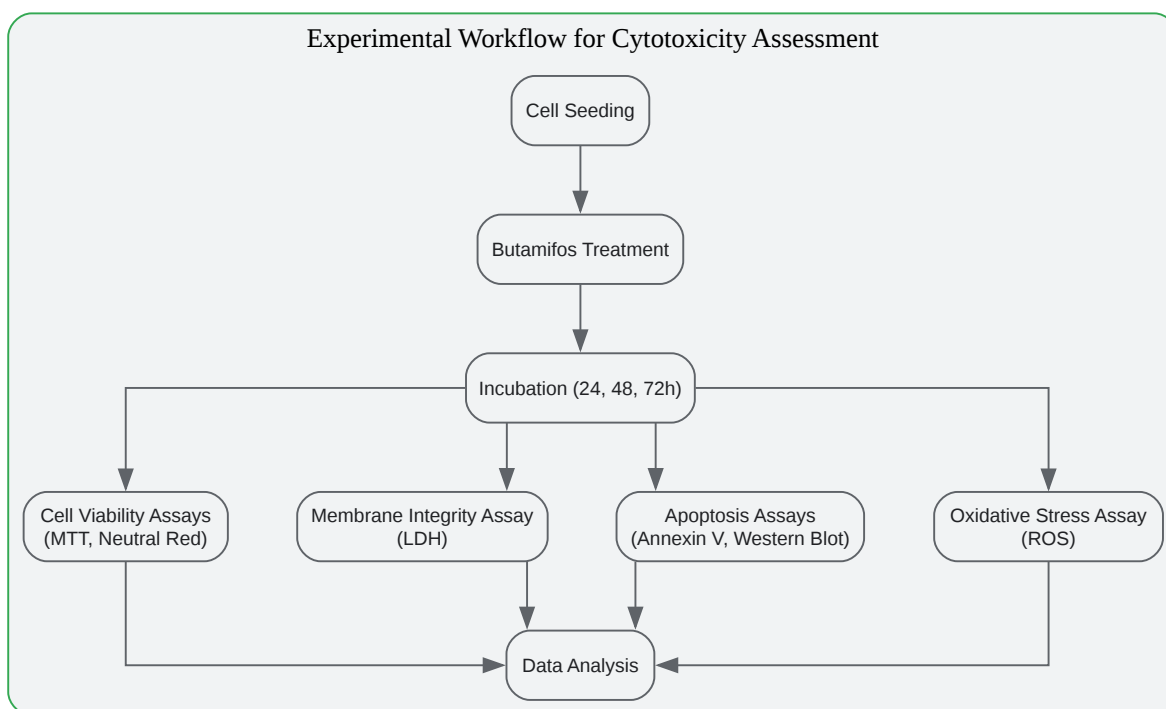 Experimental Workflow for Cytotoxicity Assessment
Cell Seeding
Butamifos Treatment
Incubation (24, 48, 72h)
Cell Viability Assays
(MTT, Neutral Red)
Membrane Integrity Assay
(LDH)
Apoptosis Assays
(Annexin V, Western Blot)
Oxidative Stress Assay
(ROS)
Data Analysis